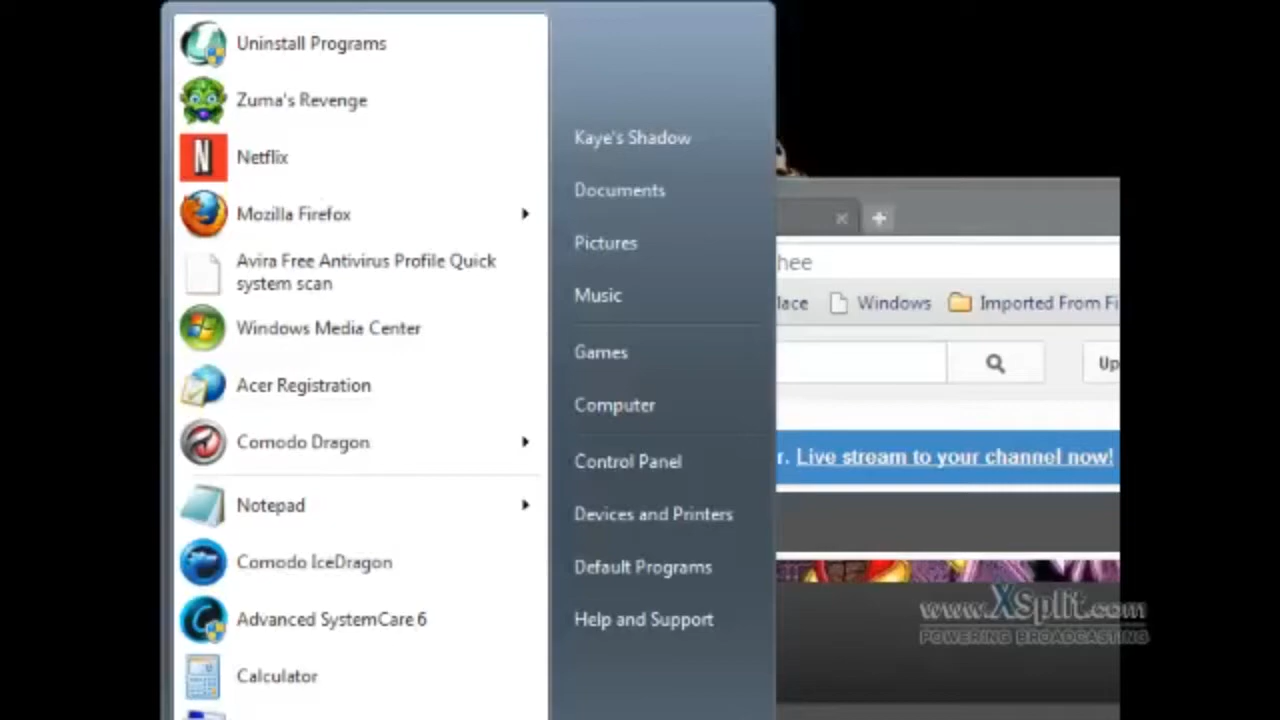 Uninstall Programs
Zuma's Revenge
Netflix
Mozilla Firefox
Avira Free Antivirus Profile Quick
system scan
Windows Media Center
Acer Registration
Comodo Dragon
Notepad
Comodo IceDragon
Advanced SystemCare 6
Calculator
Kaye's Shadow
Documents
Pictures
Music
Games
Computer
Control Panel
Devices and Printers
Default Programs
Help and Support
hee
lace Windows Imported From Fi
Up
r. Live stream to your channel now!
www.XSplit.com
POWERING BROADCASTING